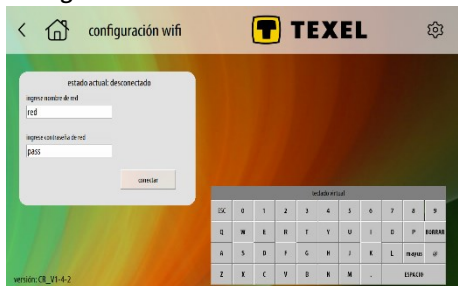 configuración wifi
T TEXEL
estado actual: desconectado
ingrese nombre de red
red
ingrese contraseña de red
pass
conectar
teclado virtual
ESC 0 1 2 3 4 5 6 7 8 9
Q W E R T Y U I O P BORRAR
A S D F G H J K L mayus @
Z X C V B N M . ESPACIO
versión: CR_V1-4-2